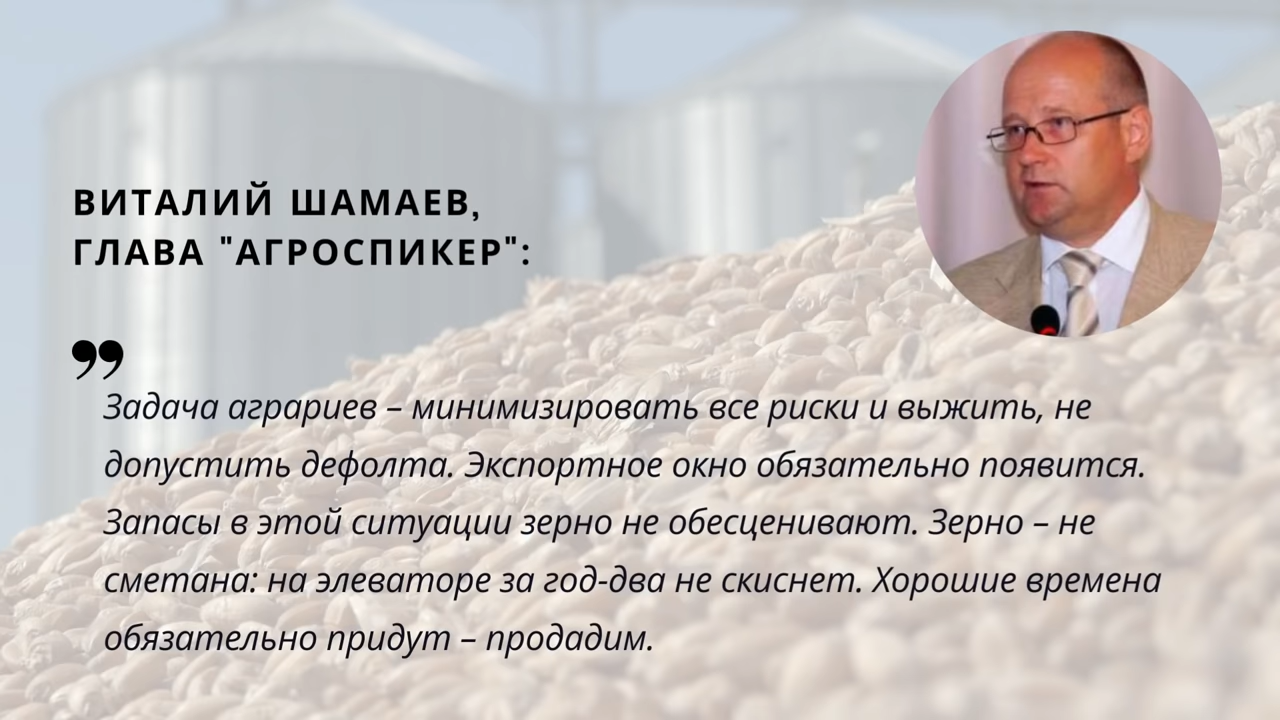 ВИТАЛИЙ ШАМАЕВ,
ГЛАВА "АГРОСПИКЕР":
❞
Задача аграриев – минимизировать все риски и выжить, не
допустить дефолта. Экспортное окно обязательно появится.
Запасы в этой ситуации зерно не обесценивают. Зерно – не
сметана: на элеваторе за год-два не скиснет. Хорошие времена
обязательно придут – продадим.